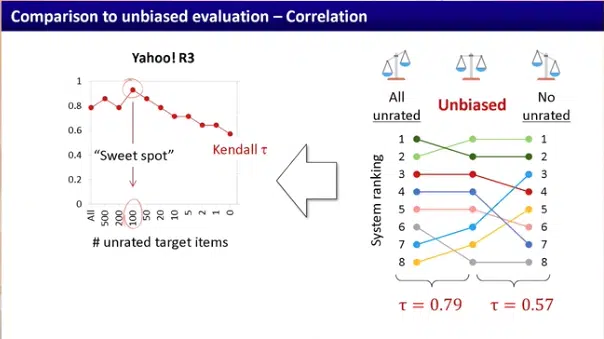 Comparison to unbiased evaluation – Correlation
Yahoo! R3
1
0.8
0.6
0.4
0.2
0
Kendall τ
"Sweet spot"
All
500
200
100
50
20
10
5
2
1
0
# unrated target items
All
unrated
Unbiased
No
unrated
System ranking
1
2
3
4
5
6
7
8
1
2
3
4
5
6
7
8
τ = 0.79
τ = 0.57